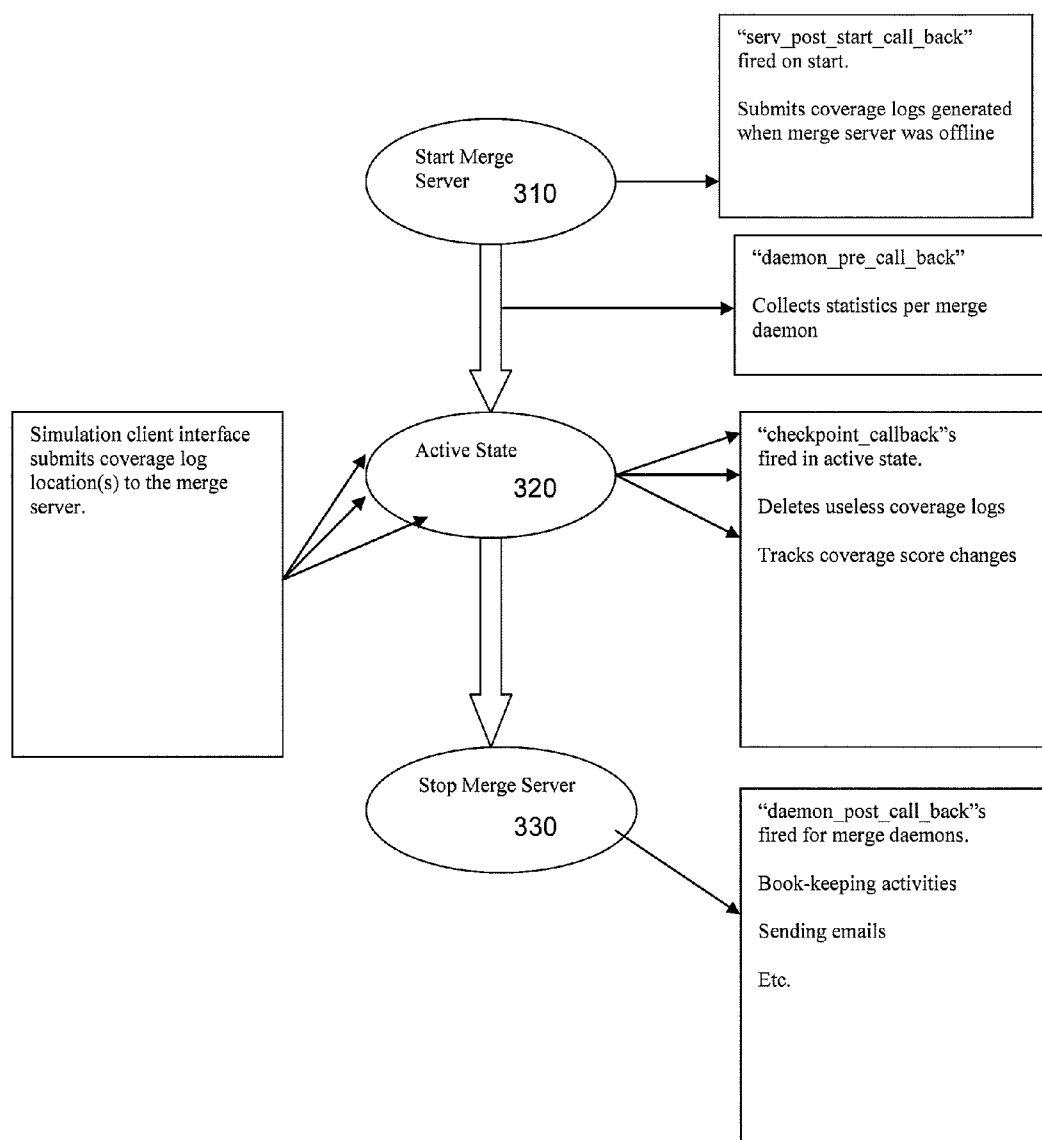 “serv_post_start_call_back”
fired on start.
Submits coverage logs generated
when merge server was offline
Start Merge
Server
310
“daemon_pre_call_back”
Collects statistics per merge
daemon
Simulation client interface
submits coverage log
location(s) to the merge
server.
Active State
320
“checkpoint_callback”s
fired in active state.
Deletes useless coverage logs
Tracks coverage score changes
Stop Merge Server
330
“daemon_post_call_back”s
fired for merge daemons.
Book-keeping activities
Sending emails
Etc.